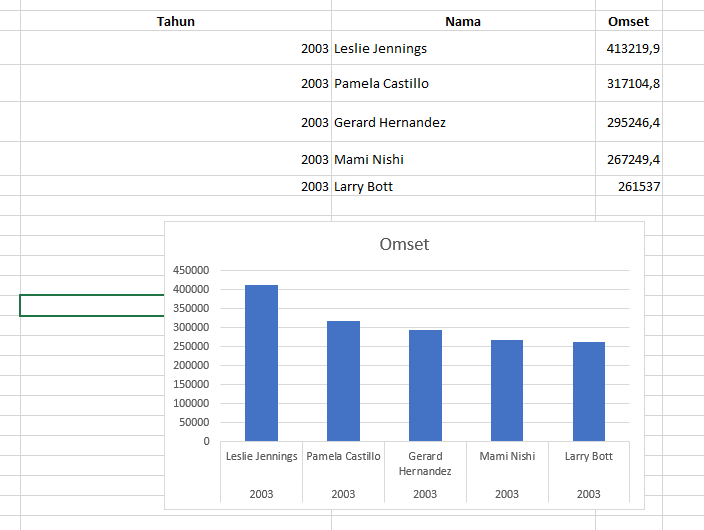 Tahun Nama Omset
2003 Leslie Jennings 413219,9
2003 Pamela Castillo 317104,8
2003 Gerard Hernandez 295246,4
2003 Mami Nishi 267249,4
2003 Larry Bott 261537
Omset
450000
400000
350000
300000
250000
200000
150000
100000
50000
0
Leslie Jennings Pamela Castillo Gerard Mami Nishi Larry Bott
Hernandez
2003 2003 2003 2003 2003